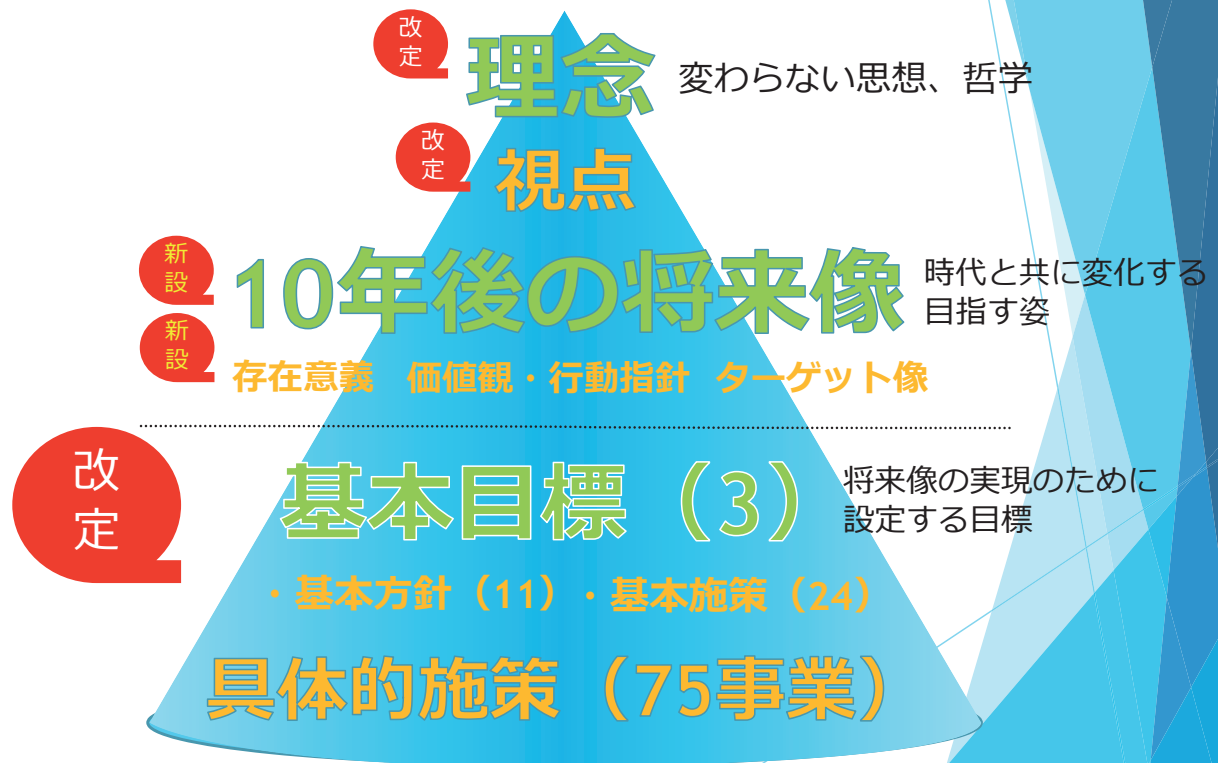 改定
理念
変わらない思想、哲学
改定
視点
新設
10年後の将来像
時代と共に変化する
目指す姿
新設
存在意義　価値観・行動指針　ターゲット像
改定
基本目標（3）
将来像の実現のために
設定する目標
・基本方針（11）・基本施策（24）
具体的施策（75事業）